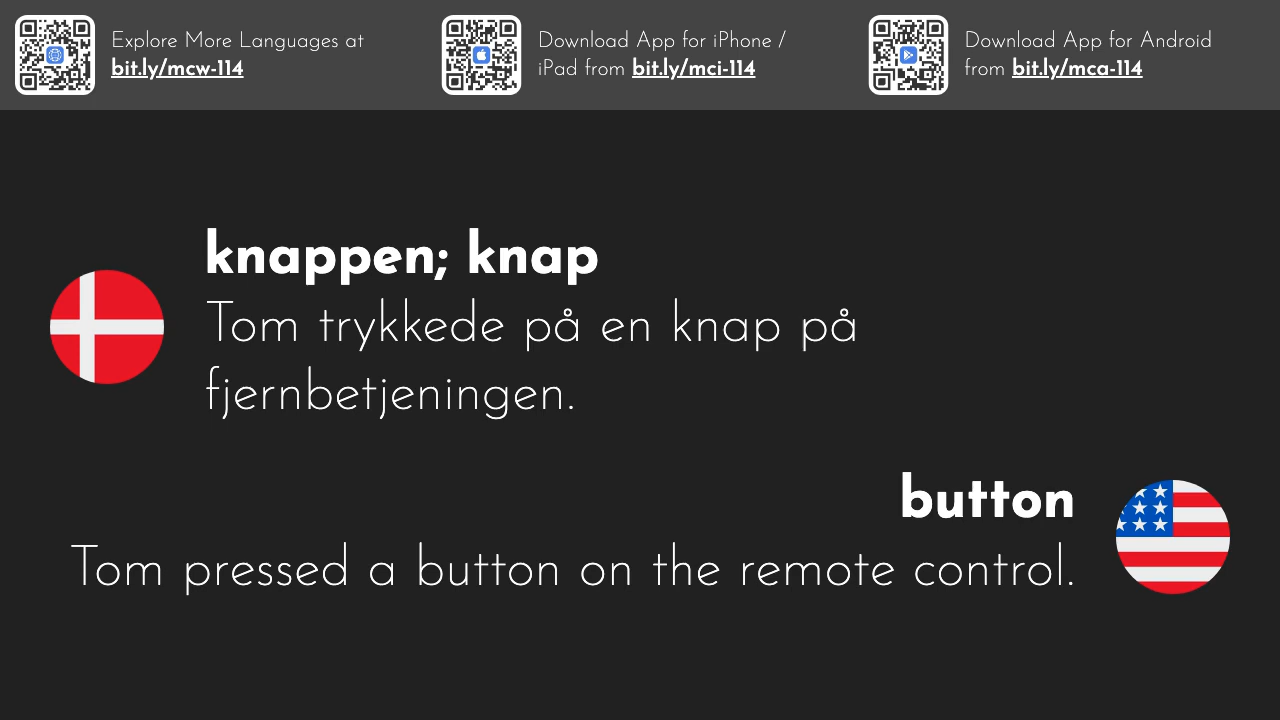 Explore More Languages at
bit.ly/mcw-114
Download App for iPhone /
iPad from bit.ly/mci-114
Download App for Android
from bit.ly/mca-114
knappen; knap
Tom trykkede på en knap på
fjernbetjeningen.
button
Tom pressed a button on the remote control.